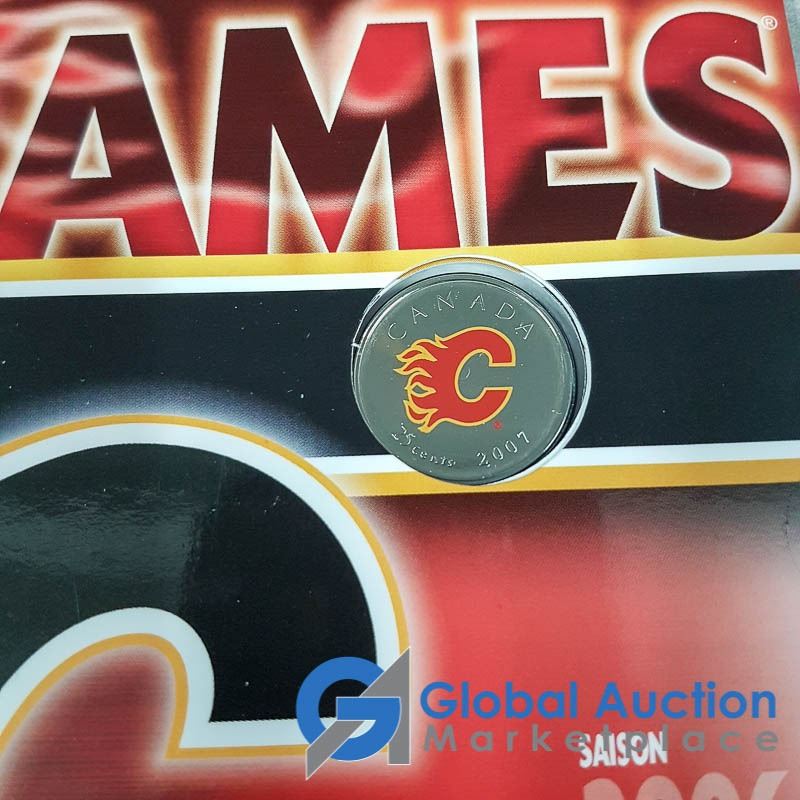 AMES®
CANADA
C
25 cents 2007
Global Auction
Marketplace
SAISON